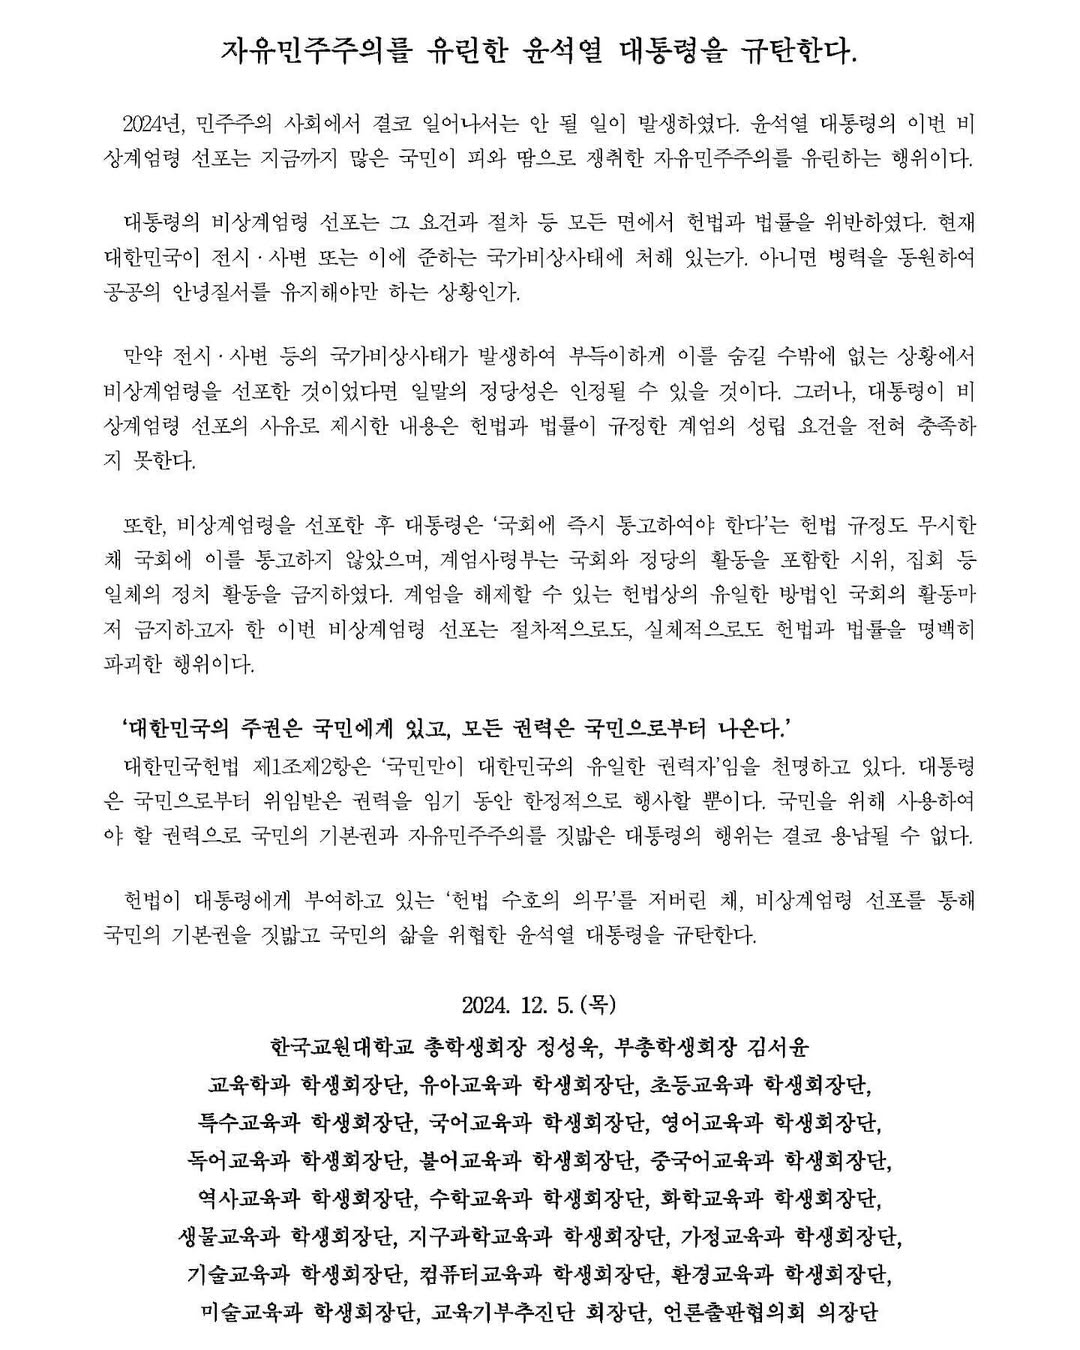 자유민주주의를 유린한 윤석열 대통령을 규탄한다.
2024년, 민주주의 사회에서 결코 일어나서는 안 될 일이 발생하였다. 윤석열 대통령의 이번 비
상계엄령 선포는 지금까지 많은 국민이 피와 땀으로 쟁취한 자유민주주의를 유린하는 행위이다.
대통령의 비상계엄령 선포는 그 요건과 절차 등 모든 면에서 헌법과 법률을 위반하였다. 현재
대한민국이 전시·사변 또는 이에 준하는 국가비상사태에 처해 있는가. 아니면 병력을 동원하여
공공의 안녕질서를 유지해야만 하는 상황인가.
만약 전시·사변 등의 국가비상사태가 발생하여 부득이하게 이를 숨길 수밖에 없는 상황에서
비상계엄령을 선포한 것이었다면 일말의 정당성은 인정될 수 있을 것이다. 그러나, 대통령이 비
상계엄령 선포의 사유로 제시한 내용은 헌법과 법률이 규정한 계엄의 성립 요건을 전혀 충족하
지 못한다.
또한, 비상계엄령을 선포한 후 대통령은 ‘국회에 즉시 통고하여야 한다’는 헌법 규정도 무시한
채 국회에 이를 통고하지 않았으며, 계엄사령부는 국회와 정당의 활동을 포함한 시위, 집회 등
일체의 정치 활동을 금지하였다. 계엄을 해제할 수 있는 헌법상의 유일한 방법인 국회의 활동마
저 금지하고자 한 이번 비상계엄령 선포는 절차적으로도, 실체적으로도 헌법과 법률을 명백히
파괴한 행위이다.
‘대한민국의 주권은 국민에게 있고, 모든 권력은 국민으로부터 나온다.’
대한민국헌법 제1조제2항은 ‘국민만이 대한민국의 유일한 권력자’임을 천명하고 있다. 대통령
은 국민으로부터 위임받은 권력을 임기 동안 한정적으로 행사할 뿐이다. 국민을 위해 사용하여
야 할 권력으로 국민의 기본권과 자유민주주의를 짓밟은 대통령의 행위는 결코 용납될 수 없다.
헌법이 대통령에게 부여하고 있는 ‘헌법 수호의 의무’를 저버린 채, 비상계엄령 선포를 통해
국민의 기본권을 짓밟고 국민의 삶을 위협한 윤석열 대통령을 규탄한다.
2024. 12. 5.(목)
한국교원대학교 총학생회장 정성욱, 부총학생회장 김서윤
교육학과 학생회장단, 유아교육과 학생회장단, 초등교육과 학생회장단,
특수교육과 학생회장단, 국어교육과 학생회장단, 영어교육과 학생회장단,
독어교육과 학생회장단, 불어교육과 학생회장단, 중국어교육과 학생회장단,
역사교육과 학생회장단, 수학교육과 학생회장단, 화학교육과 학생회장단,
생물교육과 학생회장단, 지구과학교육과 학생회장단, 가정교육과 학생회장단,
기술교육과 학생회장단, 컴퓨터교육과 학생회장단, 환경교육과 학생회장단,
미술교육과 학생회장단, 교육기부추진단 회장단, 언론출판협의회 의장단